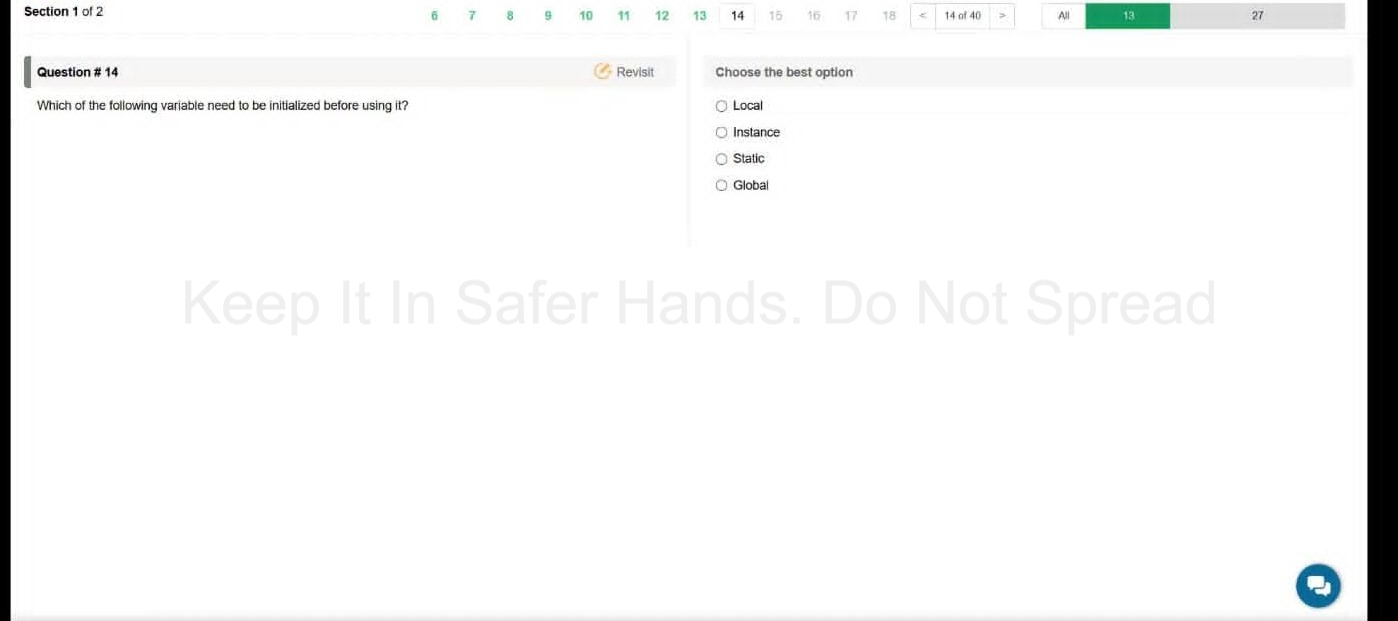 Section 1 of 2
6 7 8 9 10 11 12 13 14 15 16 17 18 < 14 of 40 > All 13 27
Question # 14
Revisit
Which of the following variable need to be initialized before using it?
Choose the best option
Local
Instance
Static
Global
Keep It In Safer Hands. Do Not Spread